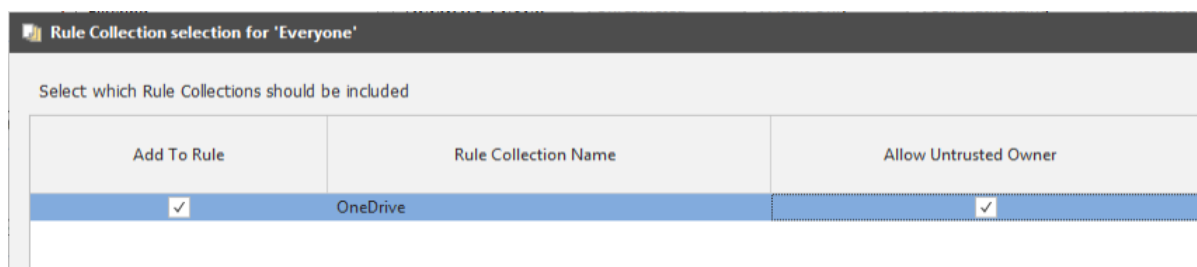 Rule Collection selection for 'Everyone'
Select which Rule Collections should be included
Add To Rule Rule Collection Name Allow Untrusted Owner
OneDrive